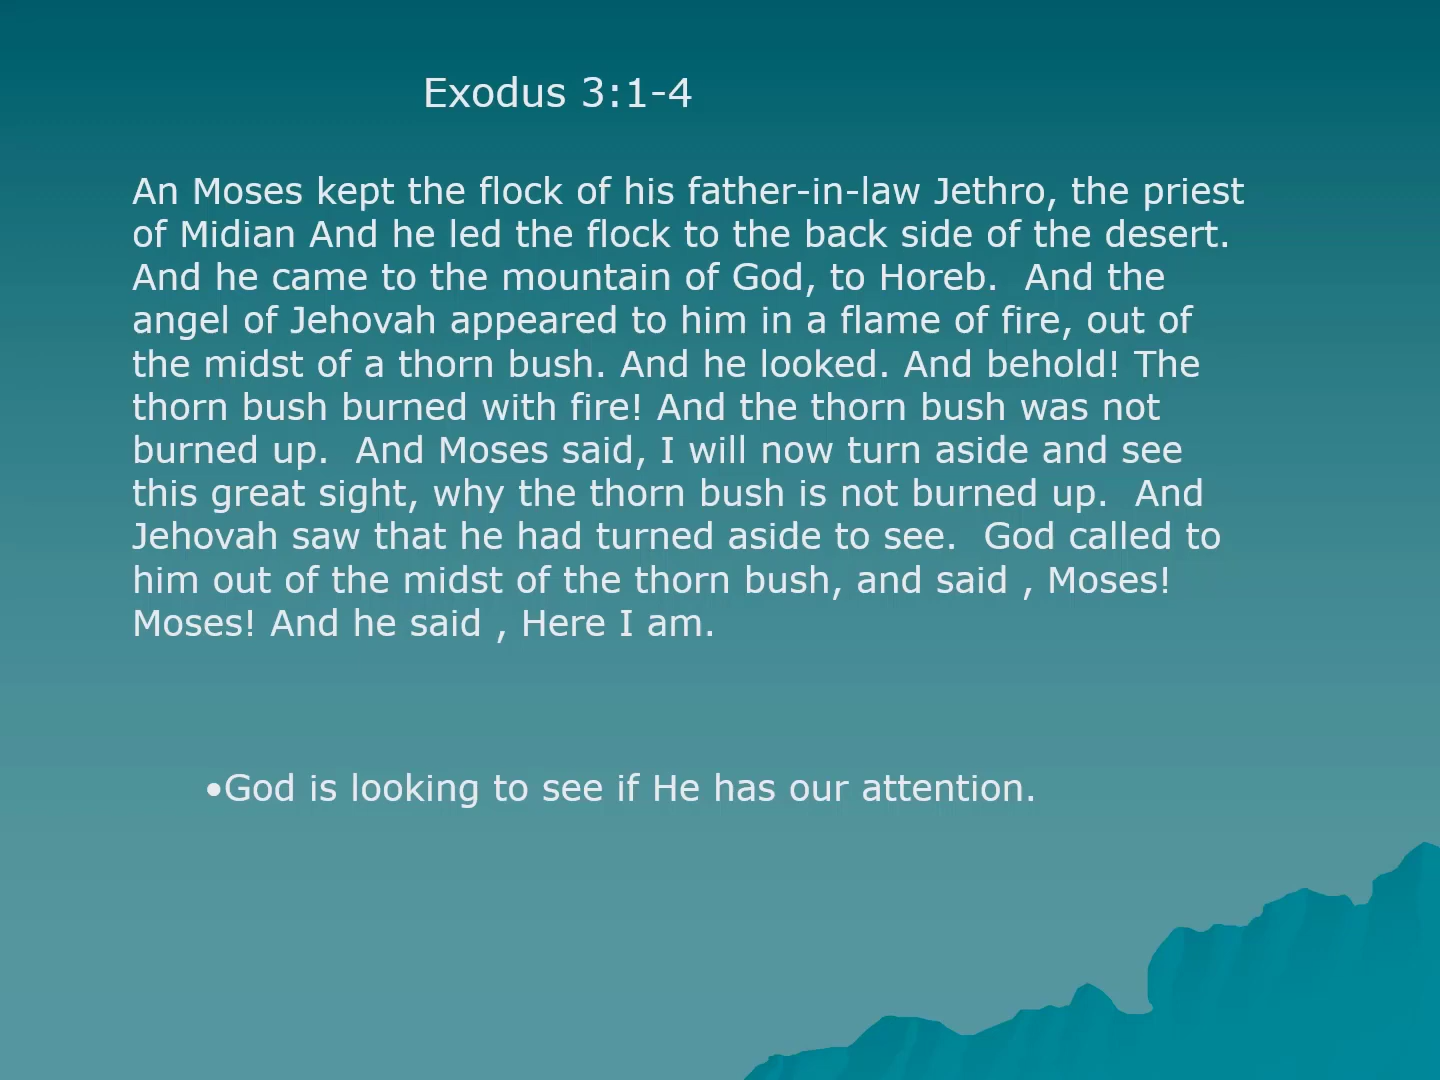 Exodus 3:1-4
An Moses kept the flock of his father-in-law Jethro, the priest
of Midian And he led the flock to the back side of the desert.
And he came to the mountain of God, to Horeb.  And the
angel of Jehovah appeared to him in a flame of fire, out of
the midst of a thorn bush. And he looked. And behold! The
thorn bush burned with fire! And the thorn bush was not
burned up.  And Moses said, I will now turn aside and see
this great sight, why the thorn bush is not burned up.  And
Jehovah saw that he had turned aside to see.  God called to
him out of the midst of the thorn bush, and said , Moses!
Moses! And he said , Here I am.
•God is looking to see if He has our attention.